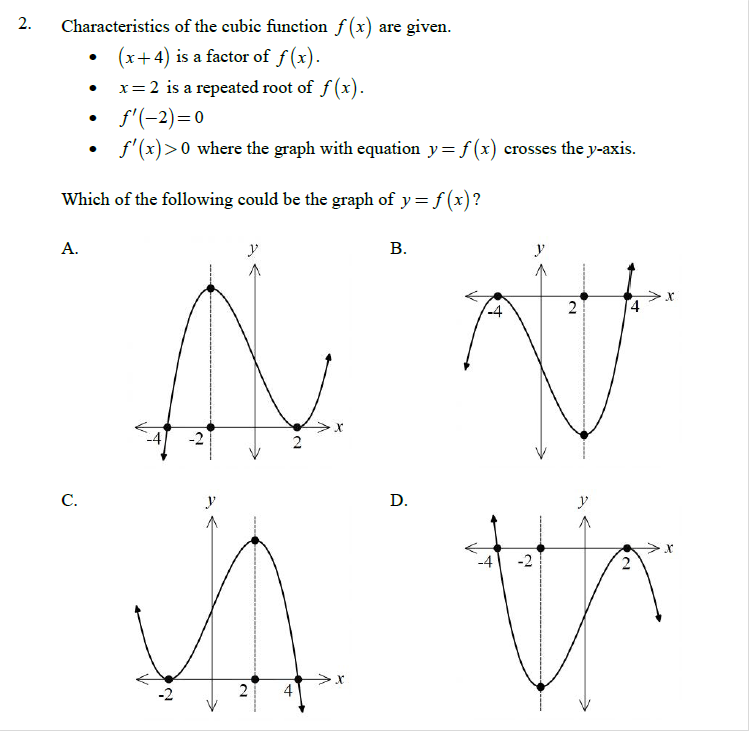 2. Characteristics of the cubic function f(x) are given.
• (x+4) is a factor of f(x).
• x=2 is a repeated root of f(x).
• f′(−2)=0
• f′(x)>0 where the graph with equation y=f(x) crosses the y-axis.
Which of the following could be the graph of y=f(x)?
A.
y
x
-4
-2
2
B.
y
x
-4
2
4
C.
y
x
-2
2
4
D.
y
x
-4
-2
2